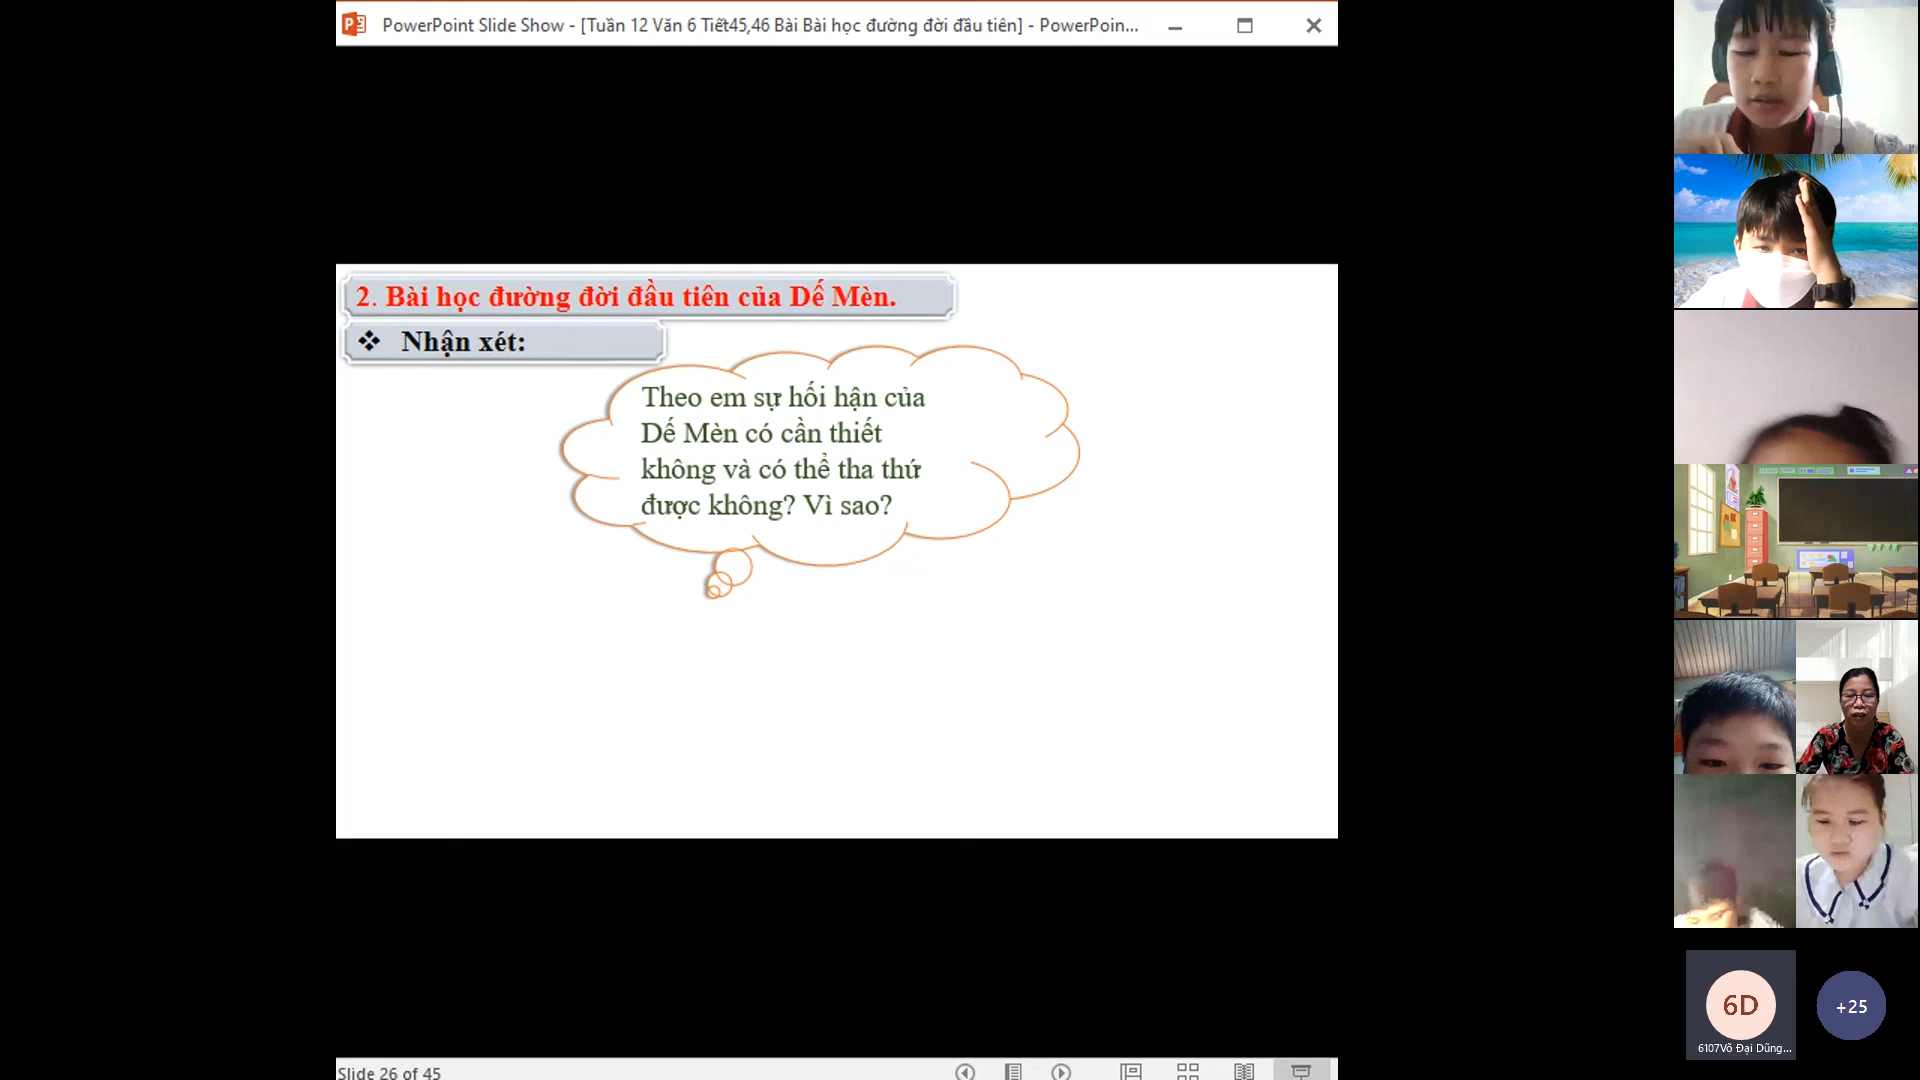 PowerPoint Slide Show - [Tuần 12 Văn 6 Tiết45,46 Bài Bài học đường đời đầu tiên] - PowerPoin...
2. Bài học đường đời đầu tiên của Dế Mèn.
❖ Nhận xét:
Theo em sự hối hận của
Dế Mèn có cần thiết
không và có thể tha thứ
được không? Vì sao?
6D
+25
6107Võ Đại Dũng...
Slide 26 of 45